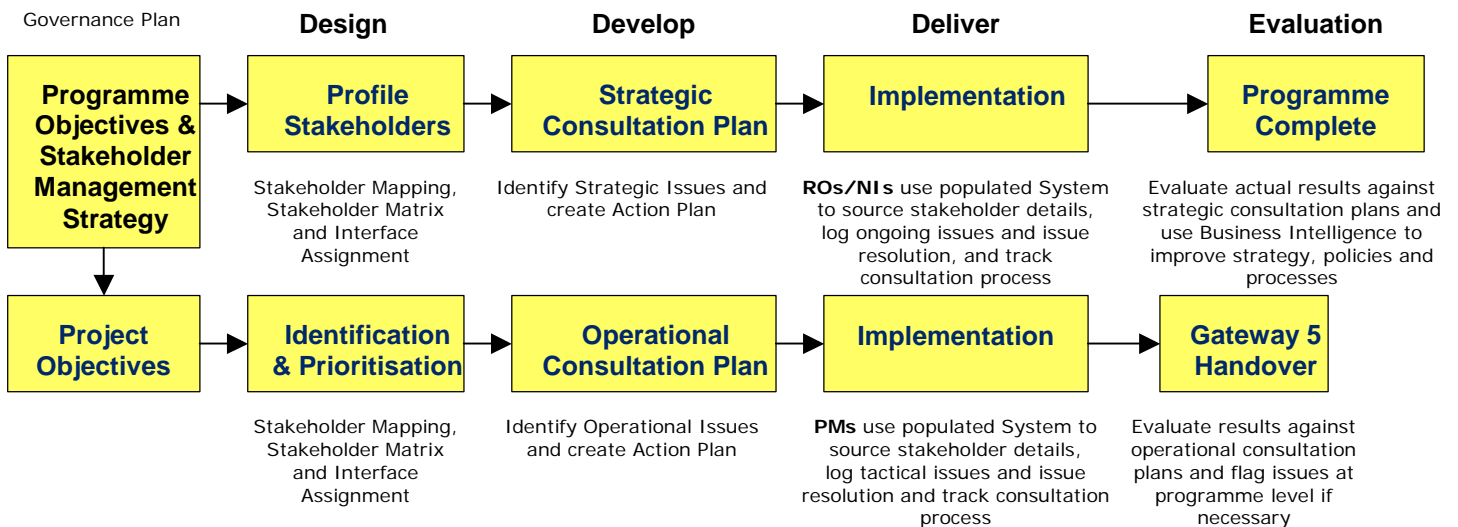 Governance Plan
Design
Develop
Deliver
Evaluation
Programme
Objectives &
Stakeholder
Management
Strategy
Profile
Stakeholders
Strategic
Consultation Plan
Implementation
Programme
Complete
Stakeholder Mapping,
Stakeholder Matrix
and Interface
Assignment
Identify Strategic Issues and
create Action Plan
ROs/NIs use populated System
to source stakeholder details,
log ongoing issues and issue
resolution, and track
consultation process
Evaluate actual results against
strategic consultation plans and
use Business Intelligence to
improve strategy, policies and
processes
Project
Objectives
Identification
& Prioritisation
Operational
Consultation Plan
Implementation
Gateway 5
Handover
Stakeholder Mapping,
Stakeholder Matrix
and Interface
Assignment
Identify Operational Issues
and create Action Plan
PMs use populated System to
source stakeholder details,
log tactical issues and issue
resolution and track consultation
process
Evaluate results against
operational consultation
plans and flag issues at
programme level if
necessary